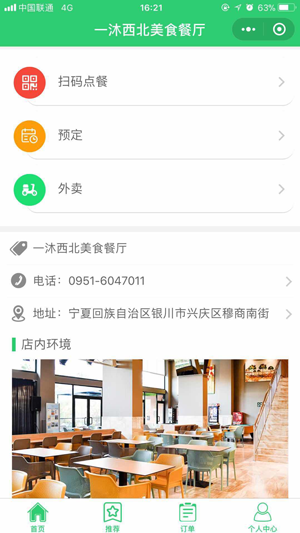 中国联通 4G 16:21 63%
一沐西北美食餐厅
扫码点餐
预定
外卖
一沐西北美食餐厅
电话：0951-6047011
地址：宁夏回族自治区银川市兴庆区穆商南街
店内环境
首页 推荐 订单 个人中心